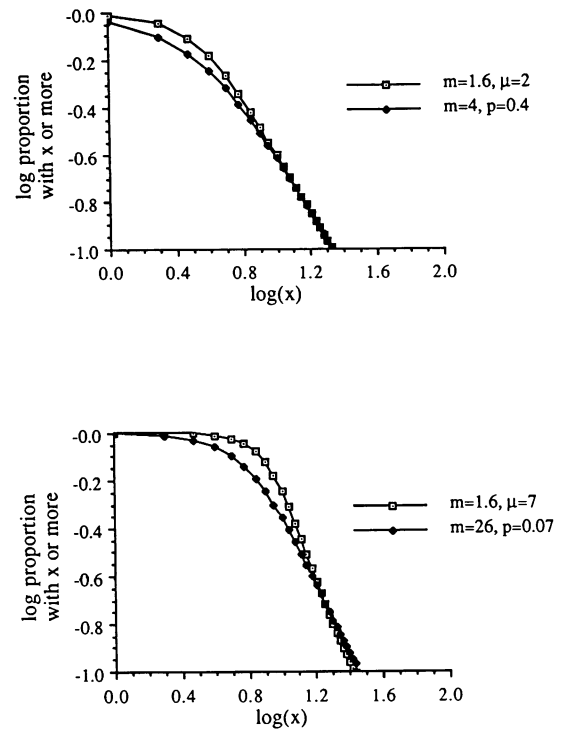 -0.0
-0.2
-0.4
-0.6
-0.8
-1.0
log proportion
with x or more
0.0 0.4 0.8 1.2 1.6 2.0
log(x)
m=1.6, μ=2
m=4, p=0.4
-0.0
-0.2
-0.4
-0.6
-0.8
-1.0
log proportion
with x or more
0.0 0.4 0.8 1.2 1.6 2.0
log(x)
m=1.6, μ=7
m=26, p=0.07